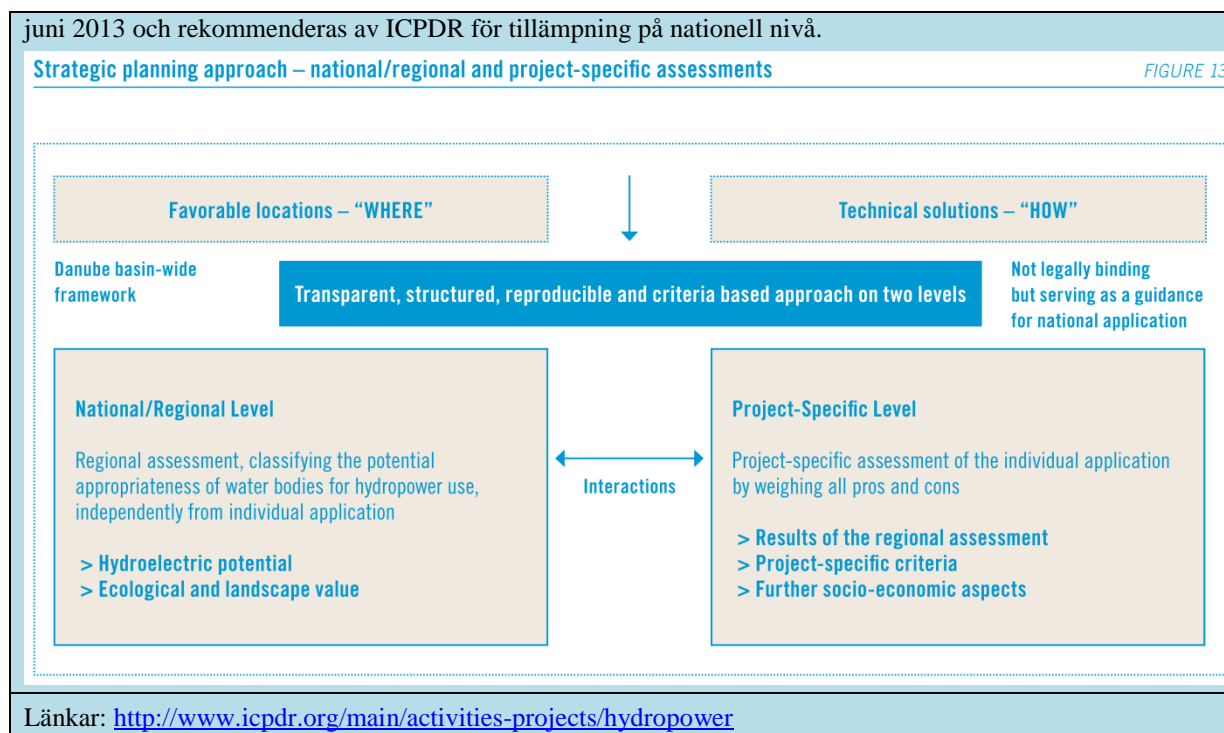 juni 2013 och rekommenderas av ICPDR för tillämpning på nationell nivå.
Strategic planning approach – national/regional and project-specific assessments
FIGURE 13
Favorable locations – “WHERE”
Technical solutions – “HOW”
Danube basin-wide
framework
Transparent, structured, reproducible and criteria based approach on two levels
Not legally binding
but serving as a guidance
for national application
National/Regional Level
Regional assessment, classifying the potential
appropriateness of water bodies for hydropower use,
independently from individual application
> Hydroelectric potential
> Ecological and landscape value
Interactions
Project-Specific Level
Project-specific assessment of the individual application
by weighing all pros and cons
> Results of the regional assessment
> Project-specific criteria
> Further socio-economic aspects
Länkar: http://www.icpdr.org/main/activities-projects/hydropower